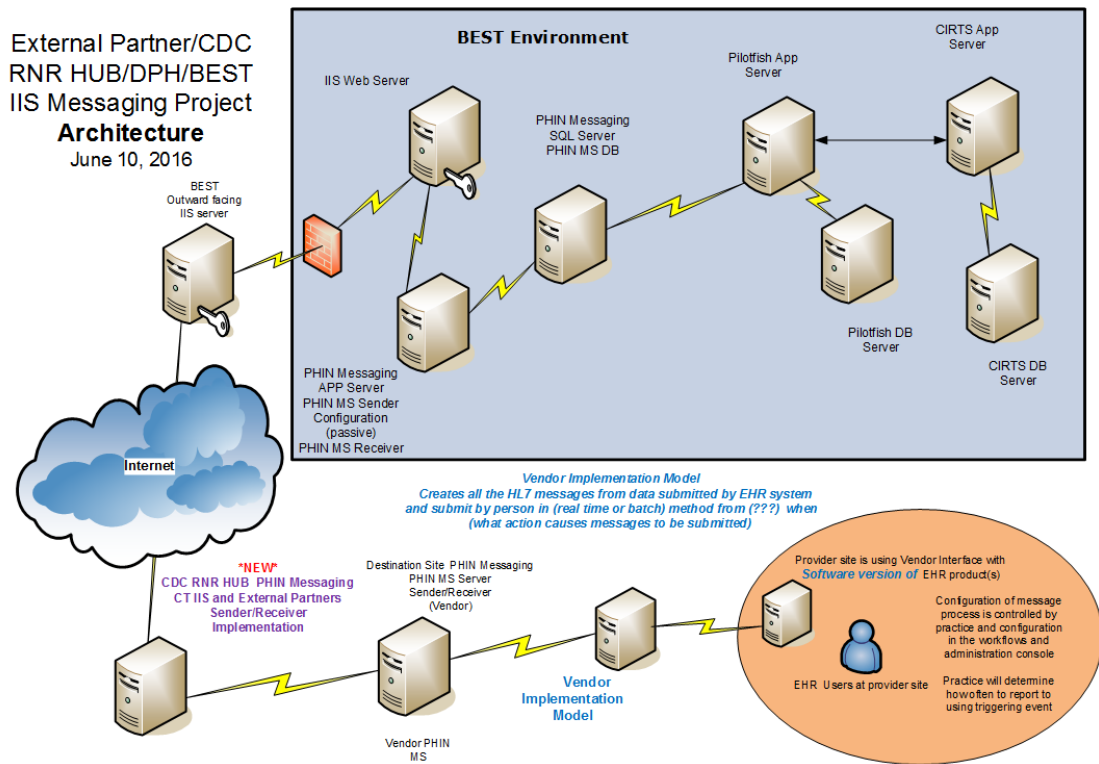 External Partner/CDC
RNR HUB/DPH/BEST
IIS Messaging Project
Architecture
June 10, 2016
BEST Environment
IIS Web Server
PHIN Messaging
SQL Server
PHIN MS DB
Pilotfish App
Server
CIRTS App
Server
BEST
Outward facing
IIS server
PHIN Messaging
APP Server
PHIN MS Sender
Configuration
(passive)
PHIN MS Receiver
Pilotfish DB
Server
CIRTS DB
Server
Internet
Vendor Implementation Model
Creates all the HL7 messages from data submitted by EHR system
and submit by person in (real time or batch) method from (???) when
(what action causes messages to be submitted)
*NEW*
CDC RNR HUB PHIN Messaging
CT IIS and External Partners
Sender/Receiver
Implementation
Destination Site PHIN Messaging
PHIN MS Server
Sender/Receiver
(Vendor)
Vendor PHIN
MS
Vendor
Implementation
Model
Provider site is using Vendor Interface with
Software version of EHR product(s)
Configuration of message
process is controlled by
practice and configuration
in the workflows and
administration console
EHR Users at provider site
Practice will determine
how often to report to
using triggering event